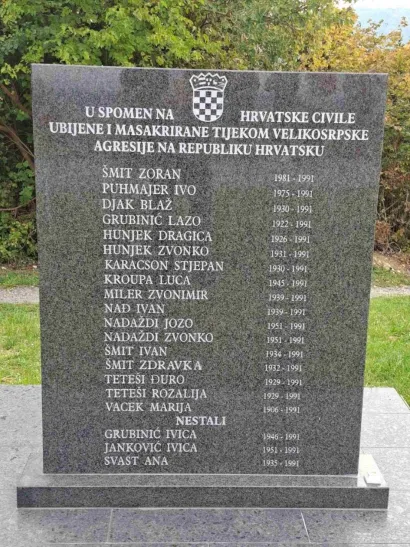 U SPOMEN NA HRVATSKE CIVILE
UBIJENE I MASAKRIRANE TIJEKOM VELIKOSRPSKE
AGRESIJE NA REPUBLIKU HRVATSKU
ŠMIT ZORAN 1981 - 1991
PUHMAJER IVO 1975 - 1991
DJAK BLAŽ 1930 - 1991
GRUBINIĆ LAZO 1922 - 1991
HUNJEK DRAGICA 1926 - 1991
HUNJEK ZVONKO 1931 - 1991
KARACSON STJEPAN 1930 - 1991
KROUPA LUCA 1945 - 1991
MILER ZVONIMIR 1939 - 1991
NAĐ IVAN 1939 - 1991
NADAŽDI JOZO 1951 - 1991
NADAŽDI ZVONKO 1951 - 1991
ŠMIT IVAN 1934 - 1991
ŠMIT ZDRAVKA 1932 - 1991
TETEŠI ĐURO 1929 - 1991
TETEŠI ROZALIJA 1929 - 1991
VACEK MARIJA 1906 - 1991
NESTALI
GRUBINIĆ IVICA 1946 - 1991
JANKOVIĆ IVICA 1951 - 1991
SVAST ANA 1935 - 1991